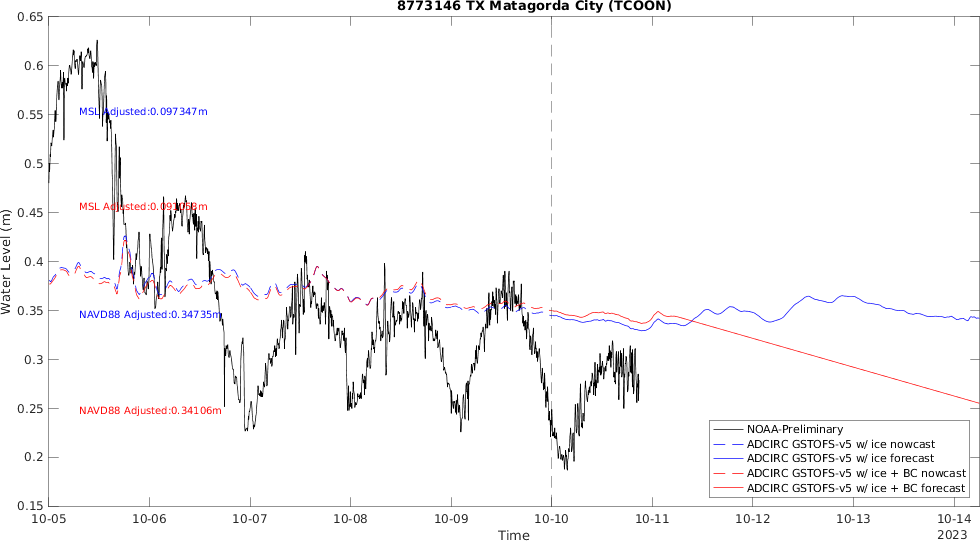 8773146 TX Matagorda City (TCOON)
0.65
0.6
0.55
0.5
0.45
0.4
0.35
0.3
0.25
0.2
0.15
Water Level (m)
MSL Adjusted:0.097347m
MSL Adjusted:
NAVD88 Adjusted:0.34735m
NAVD88 Adjusted:0.34106m
NOAA-Preliminary
ADCIRC GSTOFS-v5 w/ ice nowcast
ADCIRC GSTOFS-v5 w/ ice forecast
ADCIRC GSTOFS-v5 w/ ice + BC nowcast
ADCIRC GSTOFS-v5 w/ ice + BC forecast
10-05 10-06 10-07 10-08 10-09 10-10 10-11 10-12 10-13 10-14
Time
2023